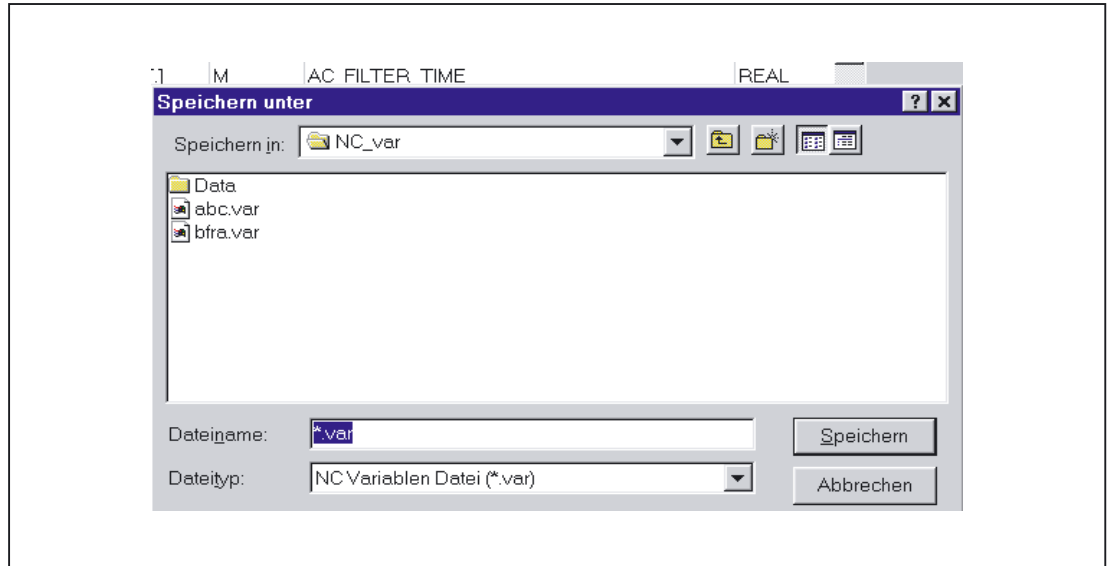 M AC FILTER TIME REAL
Speichern unter
Speichern in: NC_var
Data
abc.var
bfra.var
Dateiname: *.var Speichern
Dateityp: NC Variablen Datei (*.var) Abbrechen